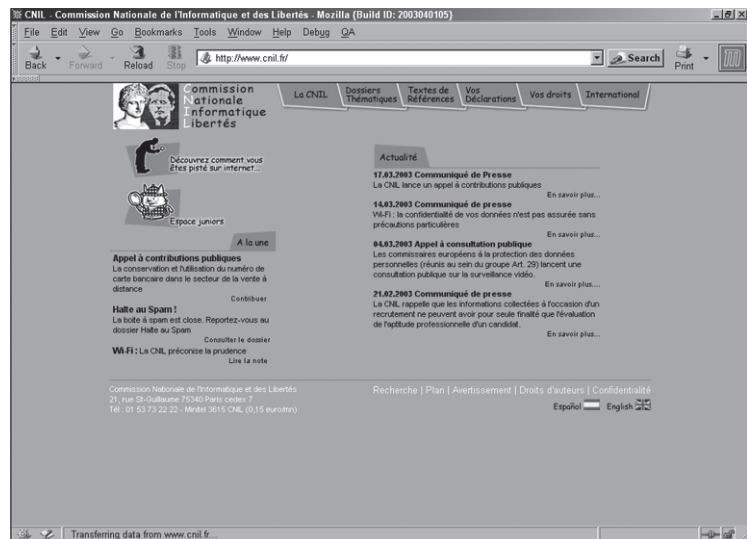 CNIL - Commission Nationale de l'Informatique et des Libertés - Mozilla {Build ID: 2003040105}
File Edit View Go Bookmarks Tools Window Help Debug QA
Back Forward Reload Stop http://www.cnil.fr/ Search Print
Commission
Nationale
Informatique
Libertés
La CNIL
Dossiers
Thématiques
Textes de
Références
Vos
Déclarations
Vos droits
International
Découvrez comment vous
êtes pisté sur internet...
Espace juniors
A la une
Appel à contributions publiques
La conservation et l'utilisation du numéro de
carte bancaire dans le secteur de la vente à
distance
Contribuer
Halte au Spam !
La boite à spam est close. Reportez-vous au
dossier Halte au Spam
Consulter le dossier
Wi-Fi : La CNIL préconise la prudence
Lire la note
Actualité
17.03.2003 Communiqué de Presse
La CNIL lance un appel à contributions publiques
En savoir plus...
14.03.2003 Communiqué de presse
Wi-Fi : la confidentialité de vos données n'est pas assurée sans
précautions particulières
En savoir plus...
04.03.2003 Appel à consultation publique
Les commissaires européens à la protection des données
personnelles (réunis au sein du groupe Art. 29) lancent une
consultation publique sur la surveillance vidéo.
En savoir plus....
21.02.2003 Communiqué de presse
La CNIL rappelle que les informations collectées à l'occasion d'un
recrutement ne peuvent avoir pour seule finalité que l'évaluation
de l'aptitude professionnelle d'un candidat.
En savoir plus...
Commission Nationale de l'Informatique et des Libertés
21, rue St-Guillaume 75340 Paris cedex 7
Tél : 01 53 73 22 22 - Minitel 3615 CNIL (0,15 euro/mn)
Recherche | Plan | Avertissement | Droits d'auteurs | Confidentialité
Español English
Transferring data from www.cnil.fr...